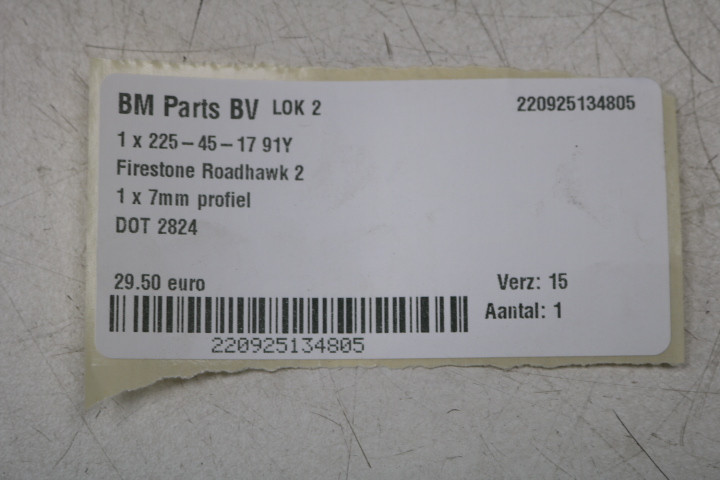 BM Parts BV LOK 2 220925134805
1 x 225-45-17 91Y
Firestone Roadhawk 2
1 x 7mm profiel
DOT 2824
29.50 euro Verz: 15
Aantal: 1
220925134805